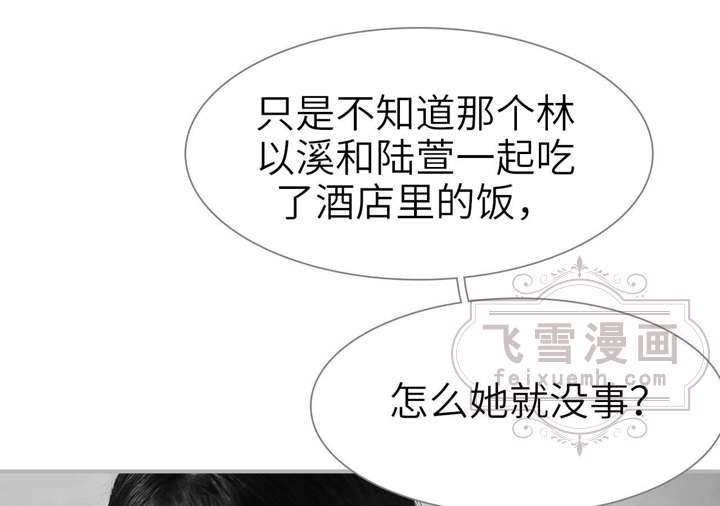 只是不知道那个林
以溪和陆萱一起吃
了酒店里的饭，
飞雪漫画
feixuemh.com
怎么她就没事？